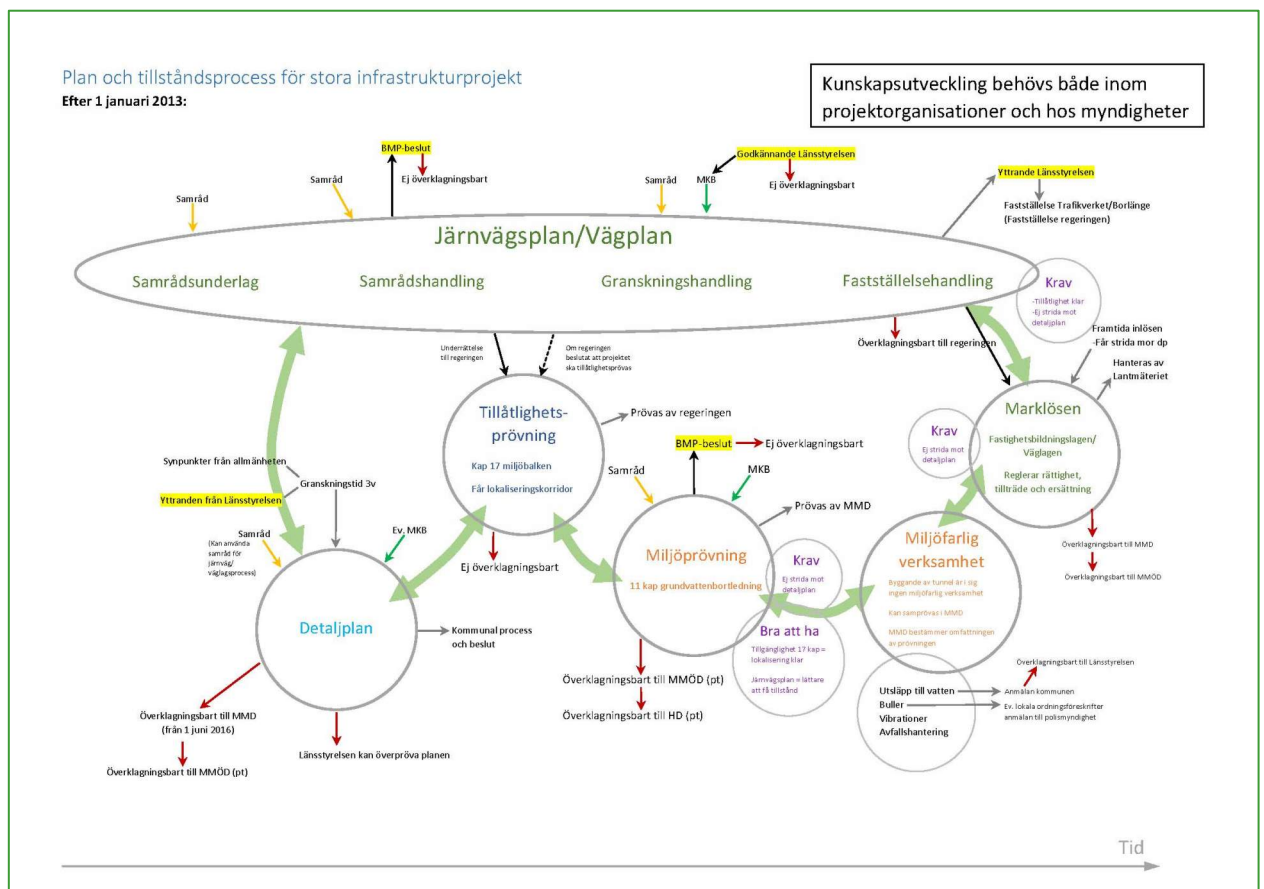 Plan och tillståndsprocess för stora infrastrukturprojekt
Efter 1 januari 2013:
Kunskapsutveckling behövs både inom
projektorganisationer och hos myndigheter
BMP-beslut
Ej överklagningsbart
Samråd
Samråd
Godkännande Länsstyrelsen
Samråd
MKB
Ej överklagningsbart
Yttrande Länsstyrelsen
Fastställelse Trafikverket/Borlänge
(Fastställelse regeringen)
Järnvägsplan/Vägplan
Samrådsunderlag
Samrådshandling
Granskningshandling
Fastställelsehandling
Krav
-Tillåtlighet klar
-Ej strida mot
detaljplan
Underrättelse
till regeringen
Om regeringen
beslutat att projektet
ska tillåtlighetsprövas
Överklagningsbart till regeringen
Framtida inlösen
-Får strida mor dp
Hanteras av
Lantmäteriet
Tillåtlighets-
prövning
Kap 17 miljöbalken
Får lokaliseringskorridor
Prövas av regeringen
Ej överklagningsbart
Marklösen
Fastighetsbildningslagen/
Väglagen
Reglerar rättighet,
tillträde och ersättning
Krav
Ej strida mot
detaljplan
Överklagningsbart till MMD
Överklagningsbart till MMÖD
BMP-beslut
Ej överklagningsbart
Samråd
MKB
Prövas av MMD
Miljöprövning
11 kap grundvattenbortledning
Krav
Ej strida mot
detaljplan
Bra att ha
Tillgänglighet 17 kap =
lokalisering klar
Järnvägsplan = lättare
att få tillstånd
Överklagningsbart till MMÖD (pt)
Överklagningsbart till HD (pt)
Miljöfarlig
verksamhet
Byggande av tunnel är i sig
ingen miljöfarlig verksamhet
Kan samprövas i MMD
MMD bestämmer omfattningen
av prövningen
Överklagningsbart till Länsstyrelsen
Utsläpp till vatten
Anmälan kommunen
Buller
Ev. lokala ordningsföreskrifter
anmälan till polismyndighet
Vibrationer
Avfallshantering
Synpunkter från allmänheten
Granskningstid 3v
Yttranden från Länsstyrelsen
Samråd
(Kan använda
samråd för
järnväg/
väglagsprocess)
Ev. MKB
Detaljplan
Kommunal process
och beslut
Överklagningsbart till MMD
(från 1 juni 2016)
Överklagningsbart till MMÖD (pt)
Länsstyrelsen kan överpröva planen
Tid